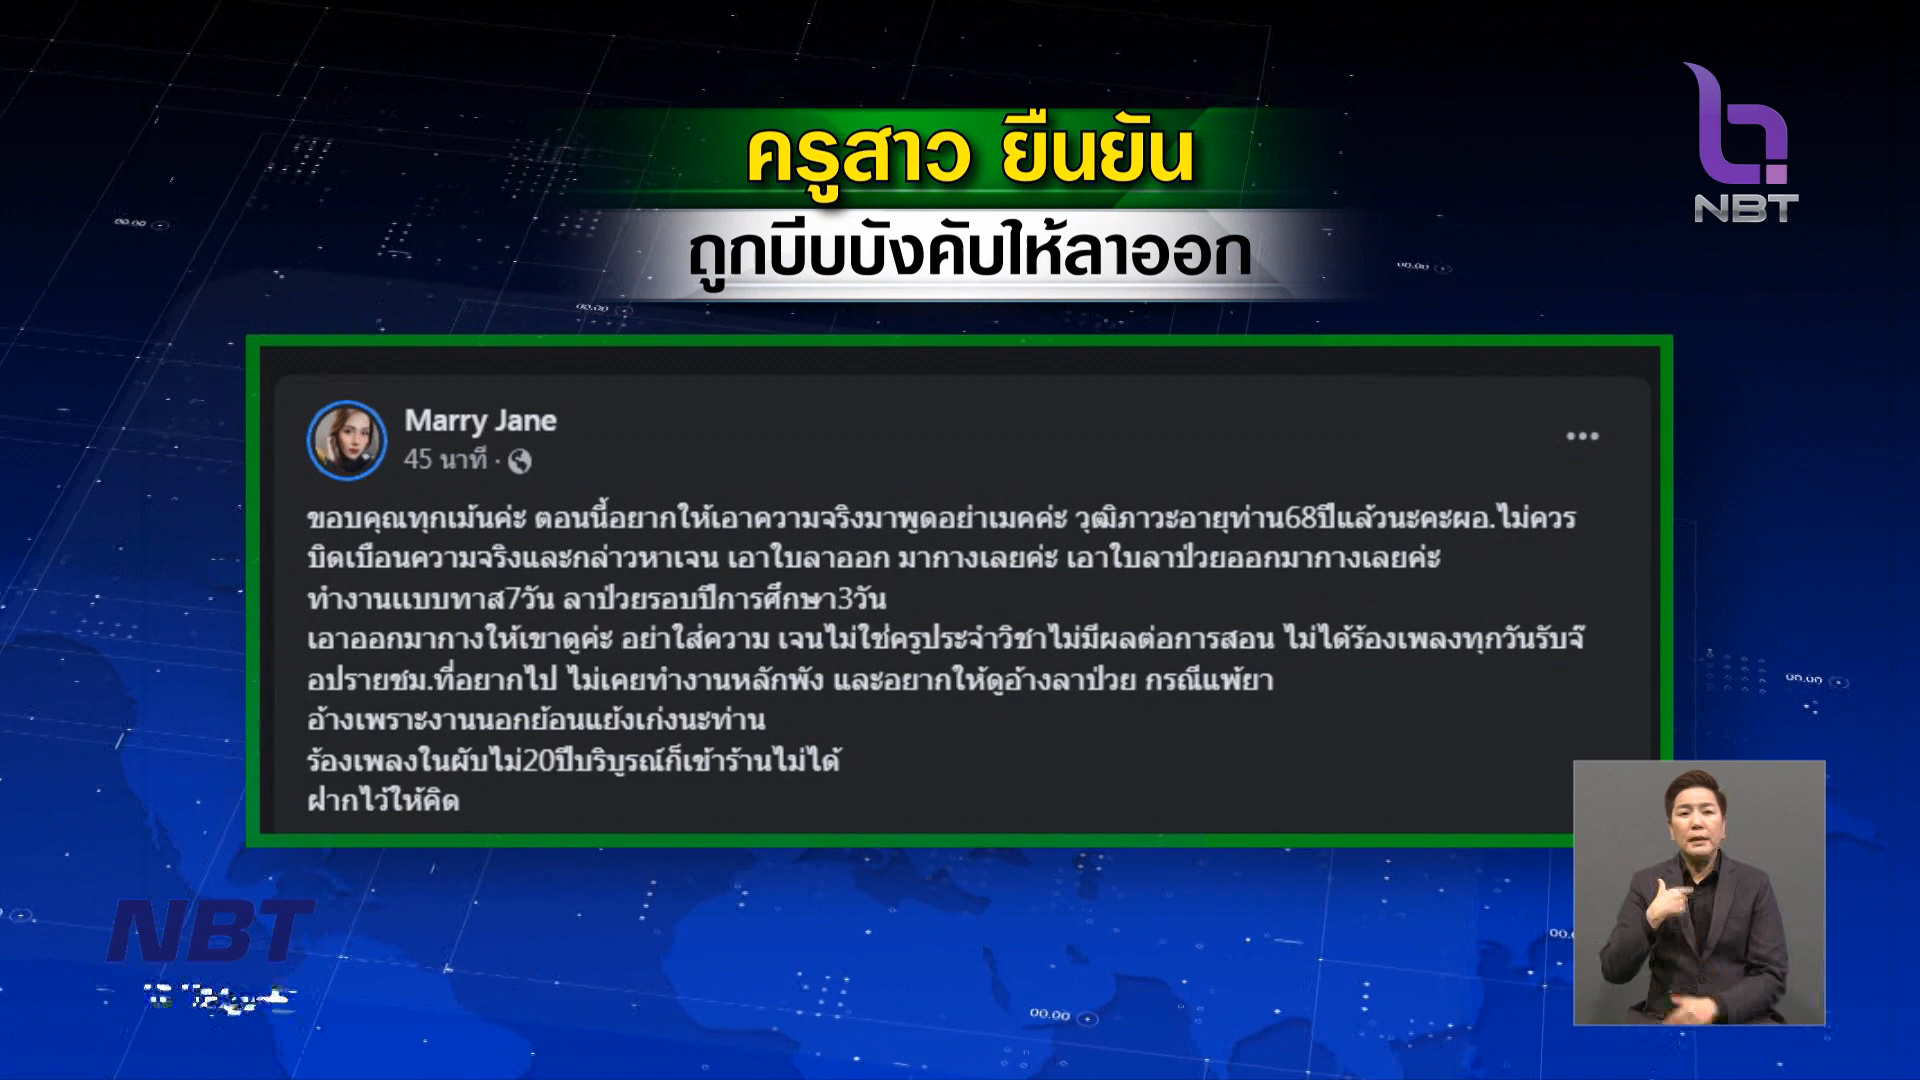 ครูสาว ยืนยัน
ถูกบีบบังคับให้ลาออก
NBT
Marry Jane
45 นาที ·
ขอบคุณทุกเม้นค่ะ ตอนนี้อยากให้เอาความจริงมาพูดอย่าเมคค่ะ วุฒิภาวะอายุท่าน68ปีแล้วนะคะผอ.ไม่ควร
บิดเบือนความจริงและกล่าวหาเจน เอาใบลาออก มากางเลยค่ะ เอาใบลาป่วยออกมากางเลยค่ะ
ทำงานแบบทาส7วัน ลาป่วยรอบปีการศึกษา3วัน
เอาออกมากางให้เขาดูค่ะ อย่าใส่ความ เจนไม่ใช่ครูประจำวิชาไม่มีผลต่อการสอน ไม่ได้ร้องเพลงทุกวันรับจ๊
อปรายชม.ที่อยากไป ไม่เคยทำงานหลักพัง และอยากให้ดูอ้างลาป่วย กรณีแพ้ยา
อ้างเพราะงานนอกย้อนแย้งเก่งนะท่าน
ร้องเพลงในผับไม่20ปีบริบูรณ์ก็เข้าร้านไม่ได้
ฝากไว้ให้คิด
NBT
00.00
00.00
00.00
00.00
00.00